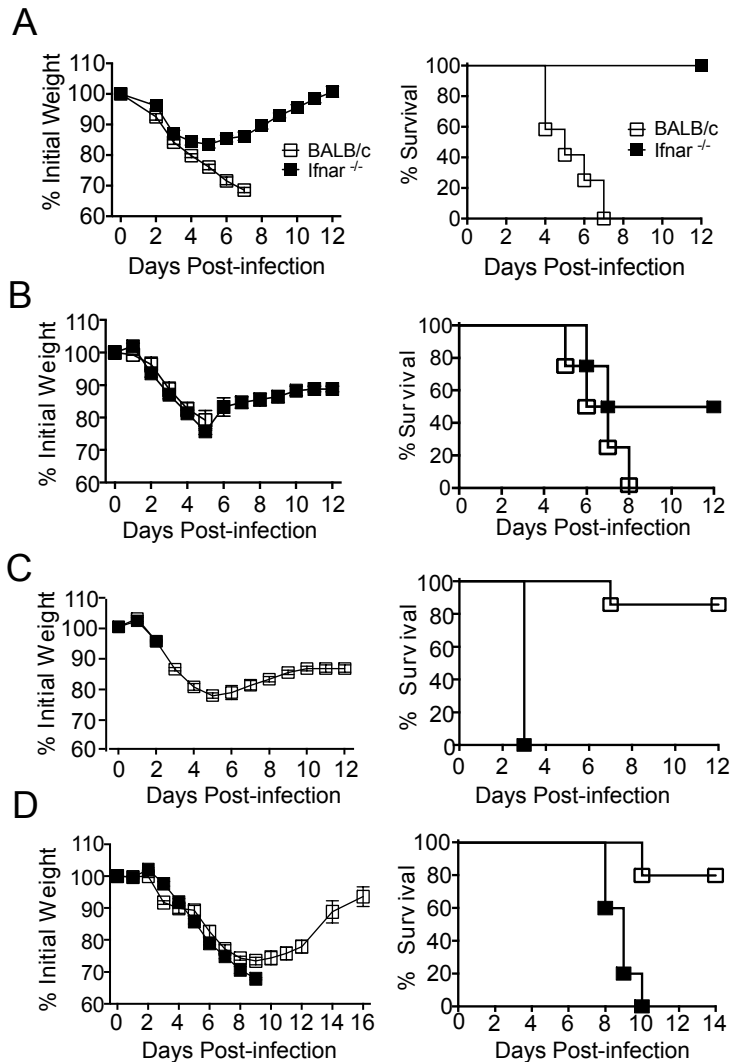 A
% Initial Weight
110
100
90
80
70
60
BALB/c
Ifnar -/-
0 2 4 6 8 10 12
Days Post-infection
% Survival
100
80
60
40
20
0
BALB/c
Ifnar -/-
0 2 4 6 8 10 12
Days Post-infection
B
% Initial Weight
110
100
90
80
70
60
0 2 4 6 8 10 12
Days Post-infection
% Survival
100
80
60
40
20
0
0 2 4 6 8 10 12
Days Post-infection
C
% Initial Weight
110
100
90
80
70
60
0 2 4 6 8 10 12
Days Post-infection
% Survival
100
80
60
40
20
0
0 2 4 6 8 10 12
Days Post-infection
D
% Initial Weight
110
100
90
80
70
60
0 2 4 6 8 10 12 14 16
Days Post-infection
% Survival
100
80
60
40
20
0
0 2 4 6 8 10 12 14
Days Post-infection